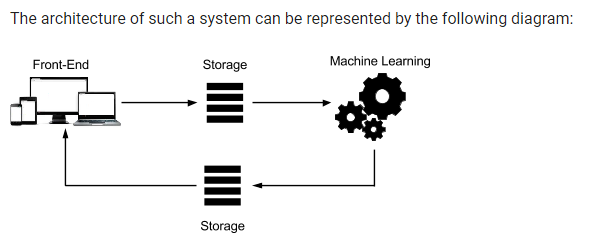 The architecture of such a system can be represented by the following diagram:
Front-End
Storage
Machine Learning
Storage